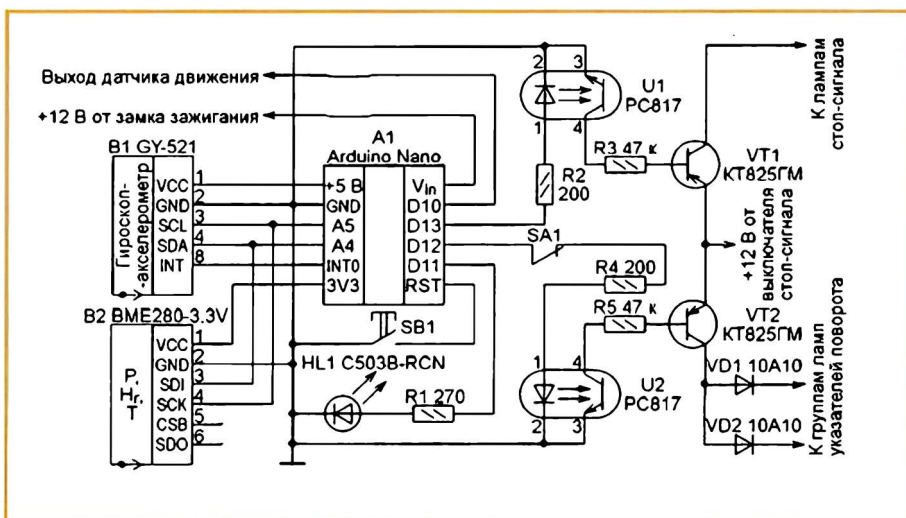 Выход датчика движения
+12 В от замка зажигания
B1 GY-521
Гироскоп-
-акселерометр
VCC 1
GND 2
SCL 3
SDA 4
INT 8
B2 BME280-3.3V
P,
Hr,
T
VCC 1
GND 2
SDI 3
SCK 4
CSB 5
SDO 6
A1
Arduino Nano
+5 В
GND
A5
A4
INT0
3V3
Vin
D10
D13
D12
D11
RST
SB1
HL1 C503B-RCN
R1 270
2
3
1
4
U1
PC817
R3 47 к
R2
200
SA1
R4 200
R5 47 к
1
4
2
3
U2
PC817
VT1
КТ825ГМ
К лампам
стоп-сигнала
+12 В от
выключателя
стоп-сигнала
VT2
КТ825ГМ
VD1 10A10
VD2 10A10
К группам ламп
указателей поворота